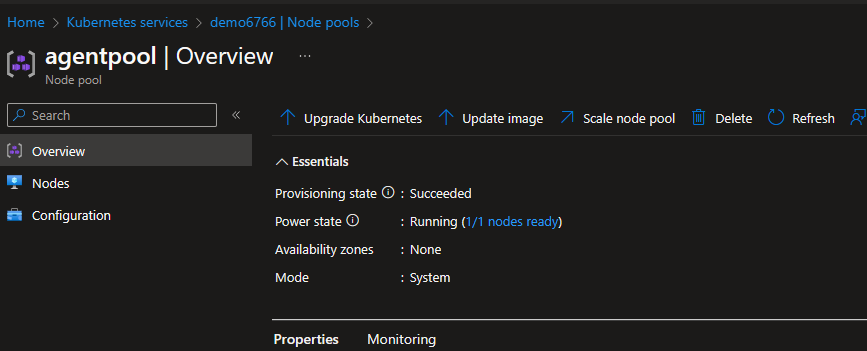 Home > Kubernetes services > demo6766 | Node pools >
agentpool | Overview ...
Node pool
Search «
Upgrade Kubernetes Update image Scale node pool Delete Refresh
Overview
Nodes
Configuration
Essentials
Provisioning state : Succeeded
Power state : Running (1/1 nodes ready)
Availability zones : None
Mode : System
Properties Monitoring